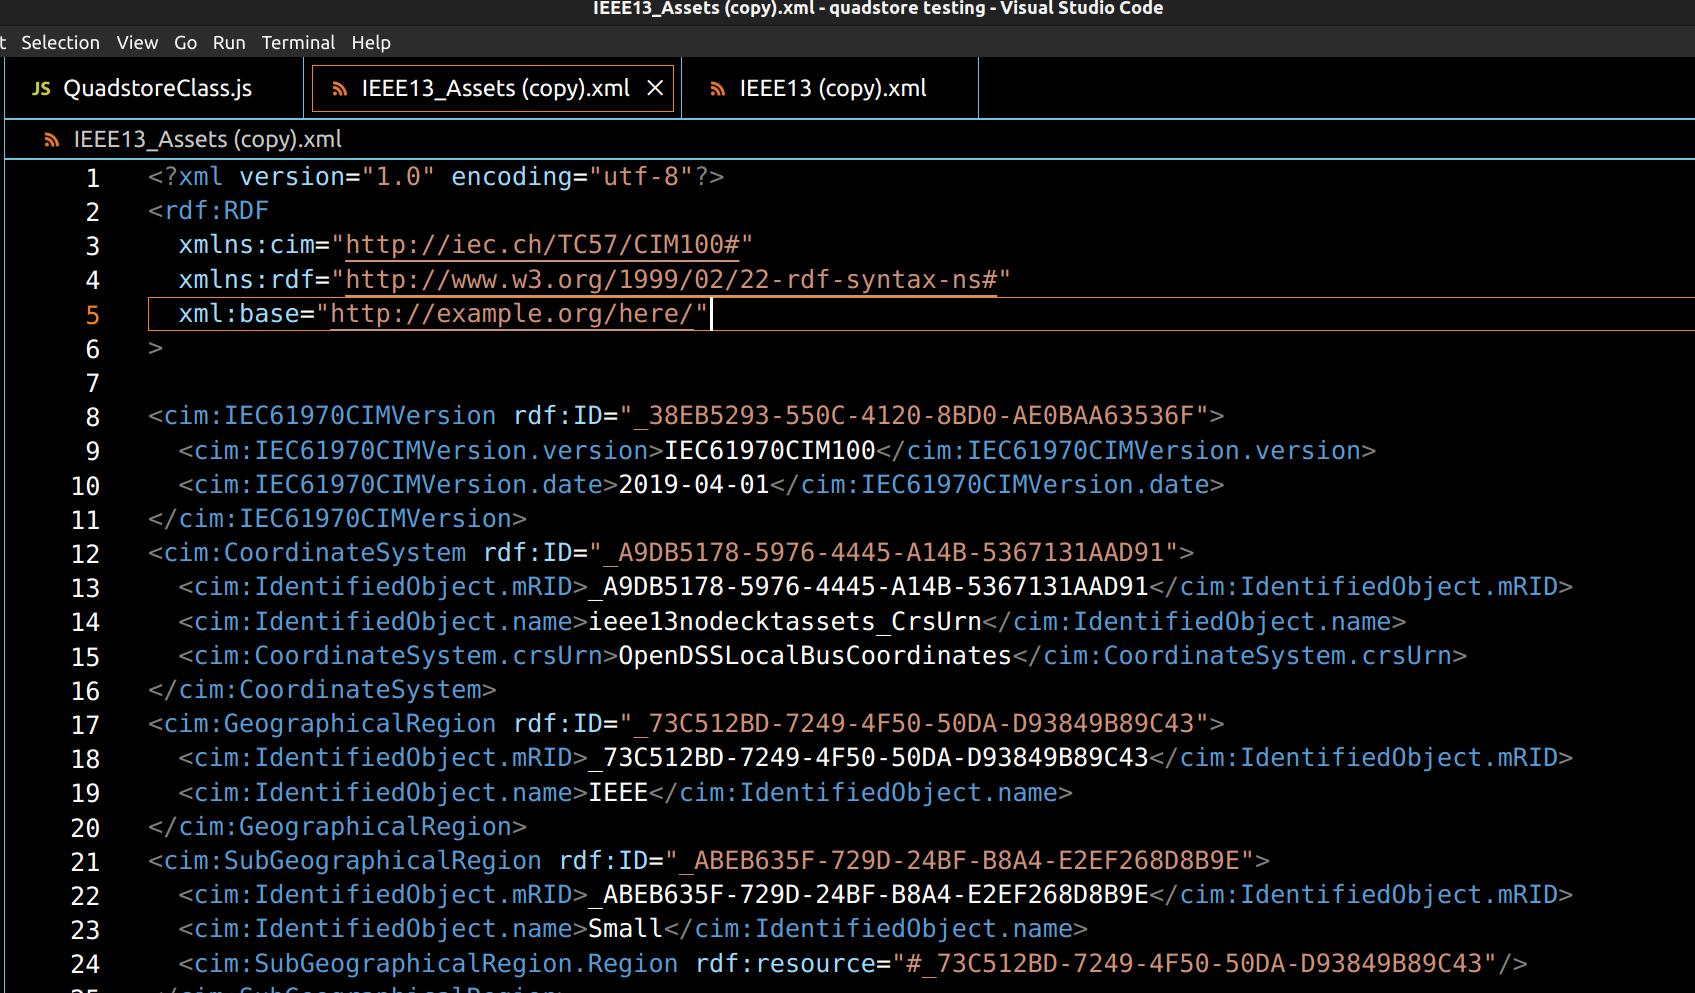 IEEE13_Assets (copy).xml - quadstore testing - Visual Studio Code
t Selection View Go Run Terminal Help
JS QuadstoreClass.js IEEE13_Assets (copy).xml × IEEE13 (copy).xml
IEEE13_Assets (copy).xml
1 <?xml version="1.0" encoding="utf-8"?>
2 <rdf:RDF
3 xmlns:cim="http://iec.ch/TC57/CIM100#"
4 xmlns:rdf="http://www.w3.org/1999/02/22-rdf-syntax-ns#"
5 xml:base="http://example.org/here/"
6 >
7
8 <cim:IEC61970CIMVersion rdf:ID="_38EB5293-550C-4120-8BD0-AE0BAA63536F">
9 <cim:IEC61970CIMVersion.version>IEC61970CIM100</cim:IEC61970CIMVersion.version>
10 <cim:IEC61970CIMVersion.date>2019-04-01</cim:IEC61970CIMVersion.date>
11 </cim:IEC61970CIMVersion>
12 <cim:CoordinateSystem rdf:ID="_A9DB5178-5976-4445-A14B-5367131AAD91">
13 <cim:IdentifiedObject.mRID>_A9DB5178-5976-4445-A14B-5367131AAD91</cim:IdentifiedObject.mRID>
14 <cim:IdentifiedObject.name>ieee13nodecktassets_CrsUrn</cim:IdentifiedObject.name>
15 <cim:CoordinateSystem.crsUrn>OpenDSSLocalBusCoordinates</cim:CoordinateSystem.crsUrn>
16 </cim:CoordinateSystem>
17 <cim:GeographicalRegion rdf:ID="_73C512BD-7249-4F50-50DA-D93849B89C43">
18 <cim:IdentifiedObject.mRID>_73C512BD-7249-4F50-50DA-D93849B89C43</cim:IdentifiedObject.mRID>
19 <cim:IdentifiedObject.name>IEEE</cim:IdentifiedObject.name>
20 </cim:GeographicalRegion>
21 <cim:SubGeographicalRegion rdf:ID="_ABEB635F-729D-24BF-B8A4-E2EF268D8B9E">
22 <cim:IdentifiedObject.mRID>_ABEB635F-729D-24BF-B8A4-E2EF268D8B9E</cim:IdentifiedObject.mRID>
23 <cim:IdentifiedObject.name>Small</cim:IdentifiedObject.name>
24 <cim:SubGeographicalRegion.Region rdf:resource="#_73C512BD-7249-4F50-50DA-D93849B89C43"/>
25 </cim:SubGeographicalRegion>